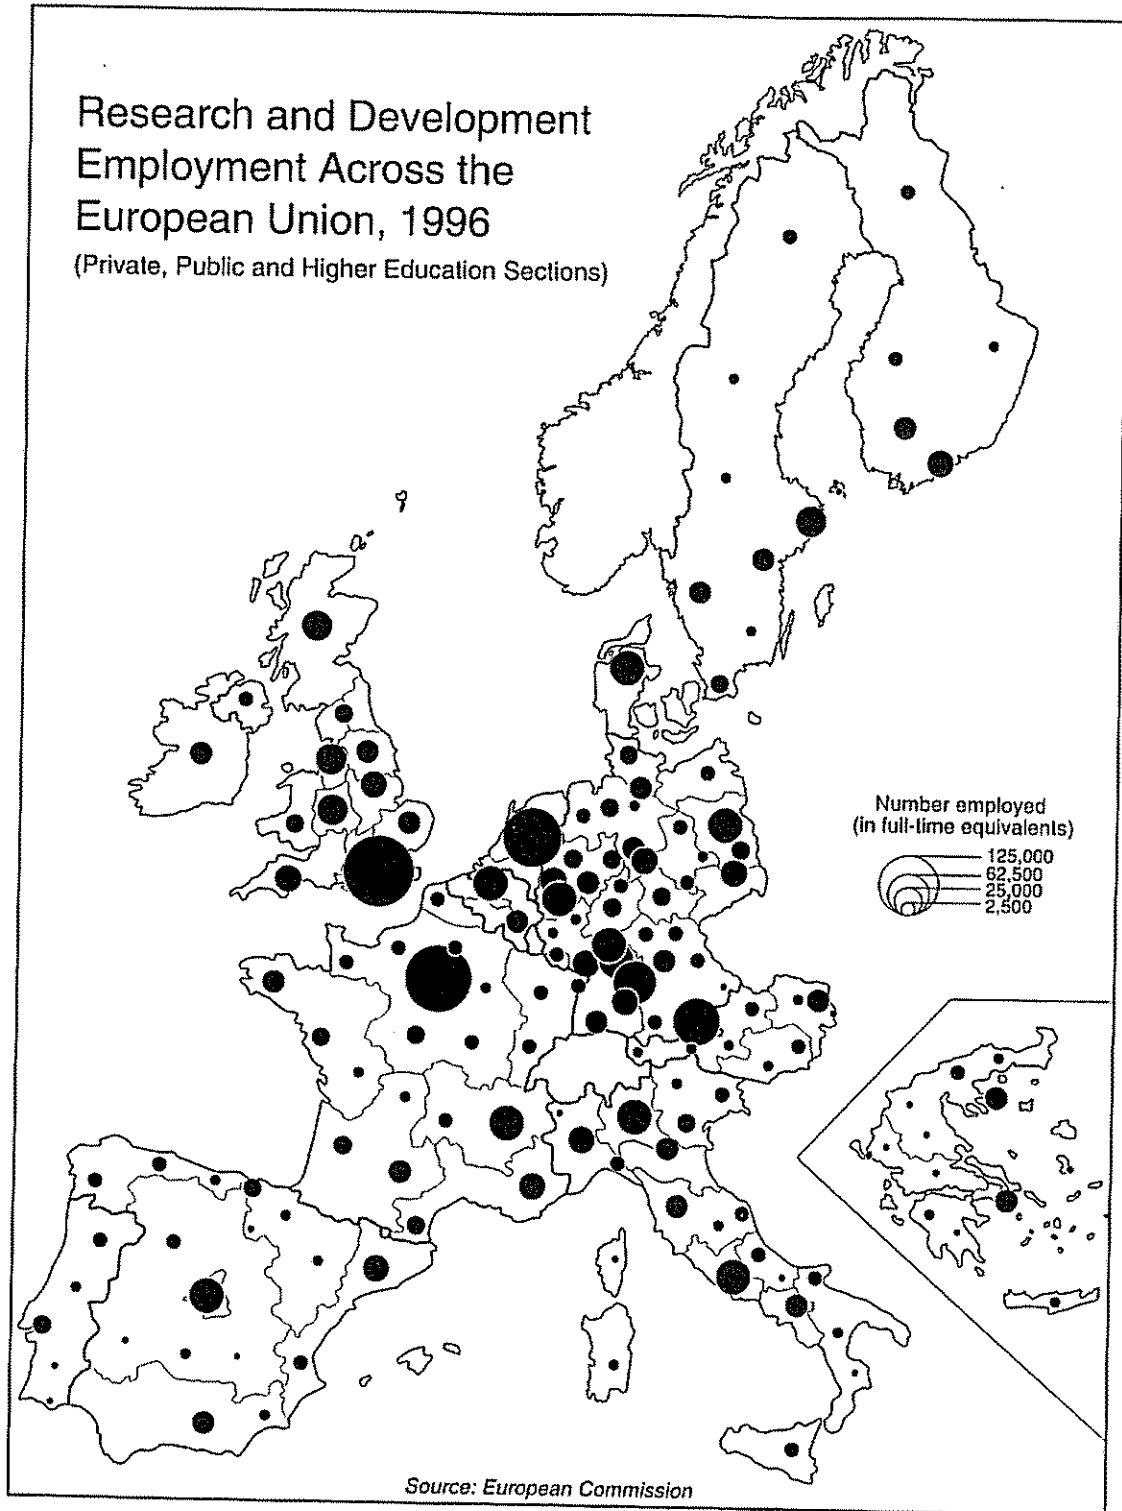 Research and Development
Employment Across the
European Union, 1996
(Private, Public and Higher Education Sections)
Number employed
(in full-time equivalents)
125,000
62,500
25,000
2,500
Source: European Commission